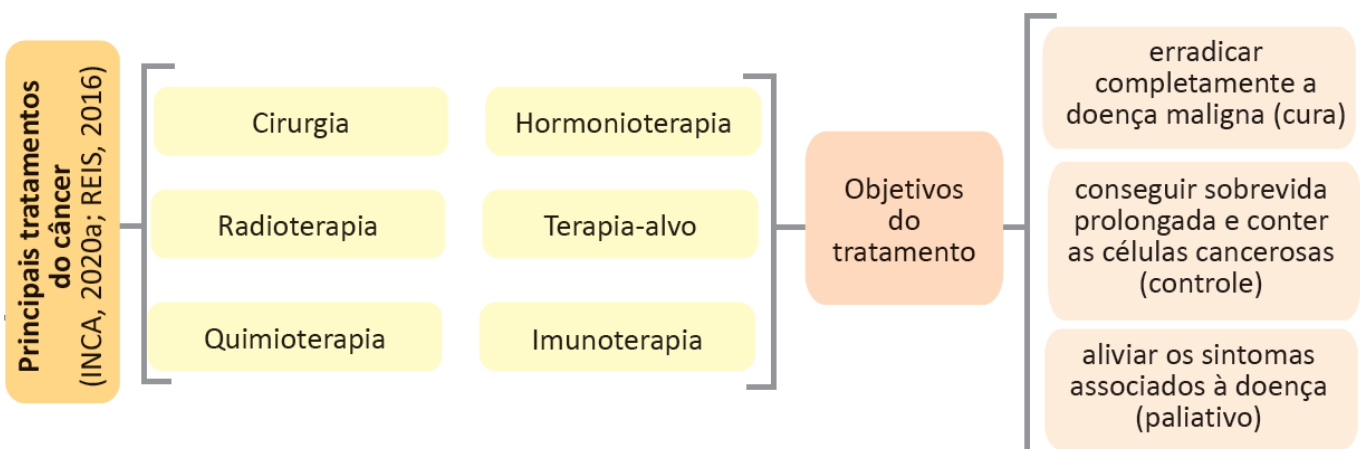 Principais tratamentos
do câncer
(INCA, 2020a; REIS, 2016)
Cirurgia
Hormonioterapia
Radioterapia
Terapia-alvo
Quimioterapia
Imunoterapia
Objetivos
do
tratamento
erradicar
completamente a
doença maligna (cura)
conseguir sobrevida
prolongada e conter
as células cancerosas
(controle)
aliviar os sintomas
associados à doença
(paliativo)